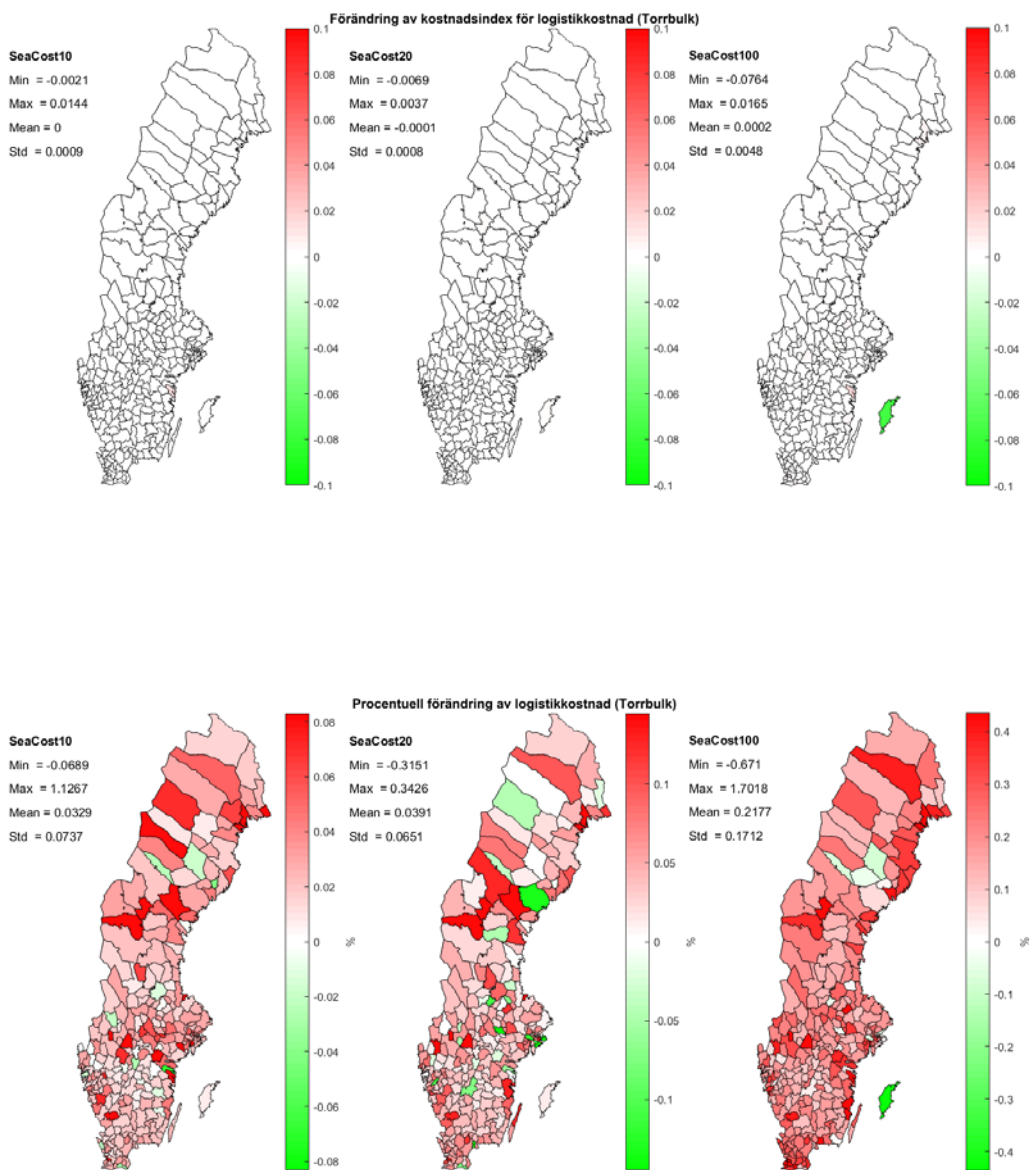 Förändring av kostnadsindex för logistikkostnad (Torrbulk)
SeaCost10
Min = -0.0021
Max = 0.0144
Mean = 0
Std = 0.0009
0.1
0.08
0.06
0.04
0.02
0
-0.02
-0.04
-0.06
-0.08
-0.1
SeaCost20
Min = -0.0069
Max = 0.0037
Mean = -0.0001
Std = 0.0008
0.1
0.08
0.06
0.04
0.02
0
-0.02
-0.04
-0.06
-0.08
-0.1
SeaCost100
Min = -0.0764
Max = 0.0165
Mean = 0.0002
Std = 0.0048
0.1
0.08
0.06
0.04
0.02
0
-0.02
-0.04
-0.06
-0.08
-0.1
Procentuell förändring av logistikkostnad (Torrbulk)
SeaCost10
Min = -0.0689
Max = 1.1267
Mean = 0.0329
Std = 0.0737
0.08
0.06
0.04
0.02
0
-0.02
-0.04
-0.06
-0.08
%
SeaCost20
Min = -0.3151
Max = 0.3426
Mean = 0.0391
Std = 0.0651
0.1
0.05
0
-0.05
-0.1
%
SeaCost100
Min = -0.671
Max = 1.7018
Mean = 0.2177
Std = 0.1712
0.4
0.3
0.2
0.1
0
-0.1
-0.2
-0.3
-0.4
%